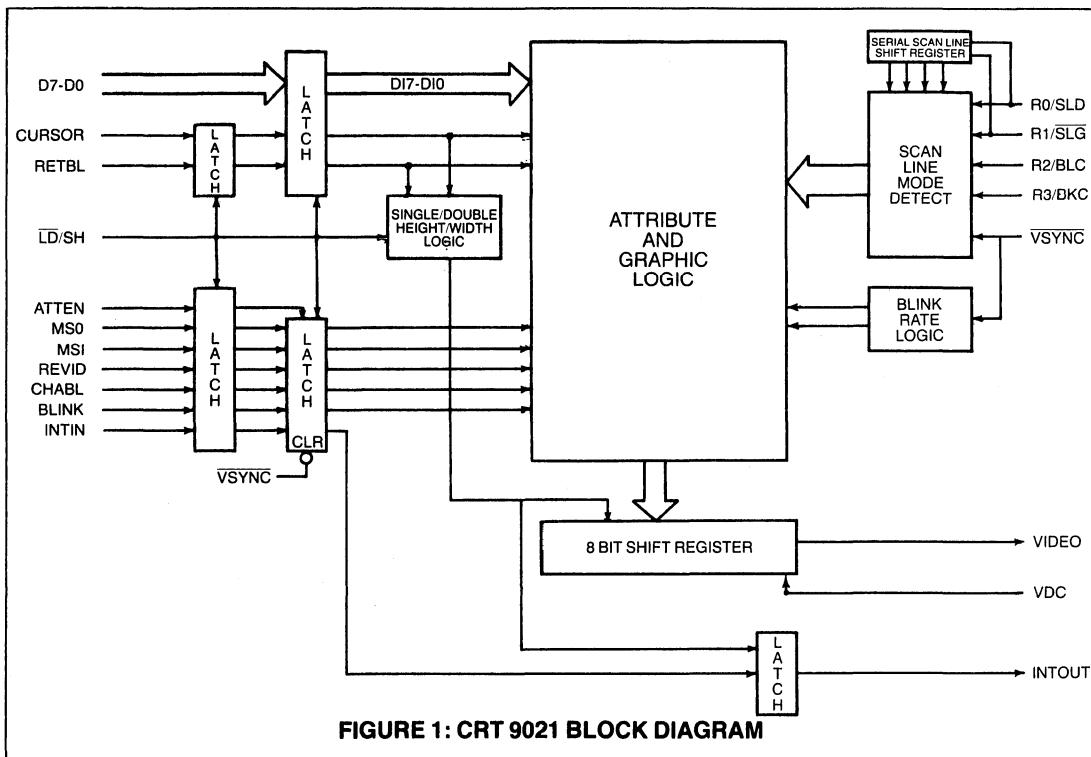 D7-D0
CURSOR
RETBL
LD/SH
ATTEN
MS0
MSI
REVID
CHABL
BLINK
INTIN
LATCH
LATCH
LATCH
LATCH
CLR
VSYNC
DI7-DI0
SINGLE/DOUBLE
HEIGHT/WIDTH
LOGIC
ATTRIBUTE
AND
GRAPHIC
LOGIC
SERIAL SCAN LINE
SHIFT REGISTER
SCAN
LINE
MODE
DETECT
R0/SLD
R1/SLG
R2/BLC
R3/BKC
VSYNC
BLINK
RATE
LOGIC
8 BIT SHIFT REGISTER
VIDEO
VDC
LATCH
INTOUT
FIGURE 1: CRT 9021 BLOCK DIAGRAM